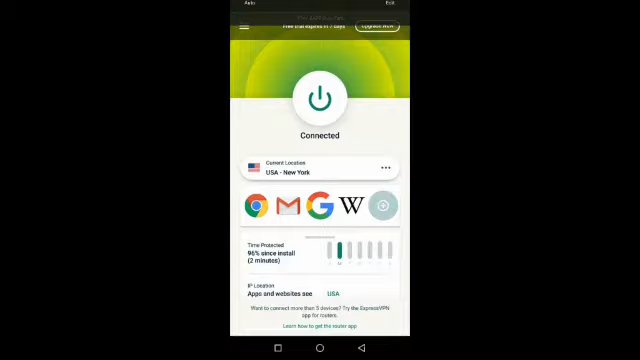 Auto Edit
Free trial expires in 7 days Upgrade Now
Connected
Current Location
USA - New York
W
Time Protected
96% since install
(2 minutes)
IP Location
Apps and websites see USA
Want to connect more than 5 devices? Try the ExpressVPN
app for routers.
Learn how to get the router app